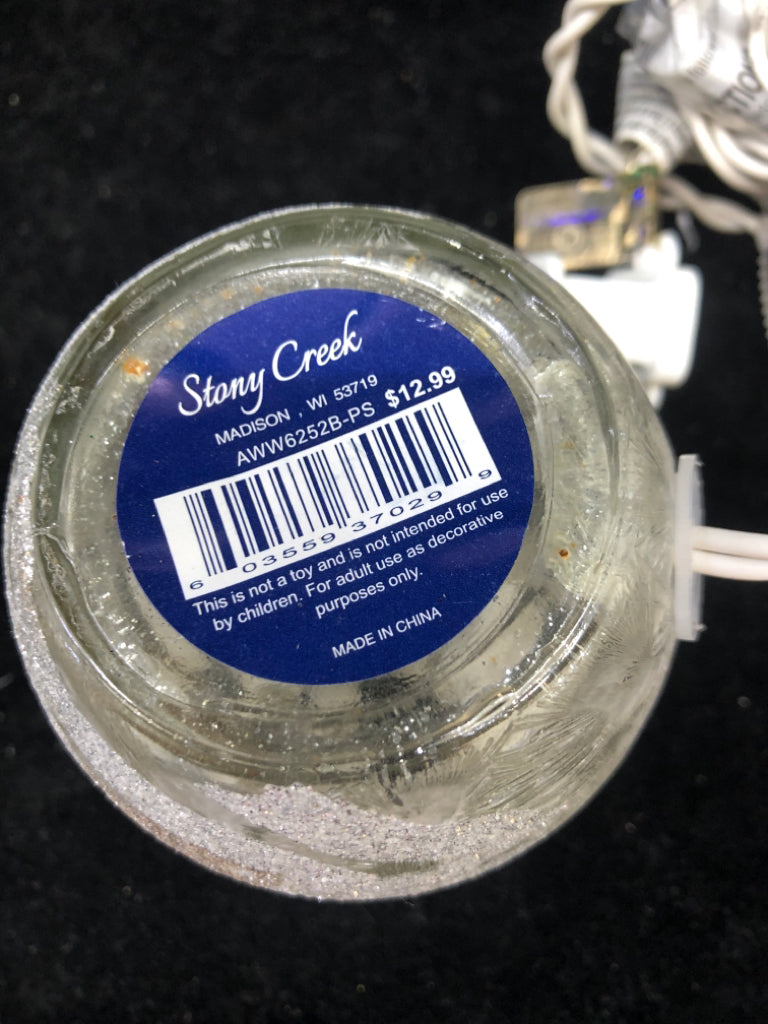 Stony Creek
MADISON , WI 53719
AWW6252B-PS $12.99
6 03559 37029 9
This is not a toy and is not intended for use
by children. For adult use as decorative
purposes only.
MADE IN CHINA